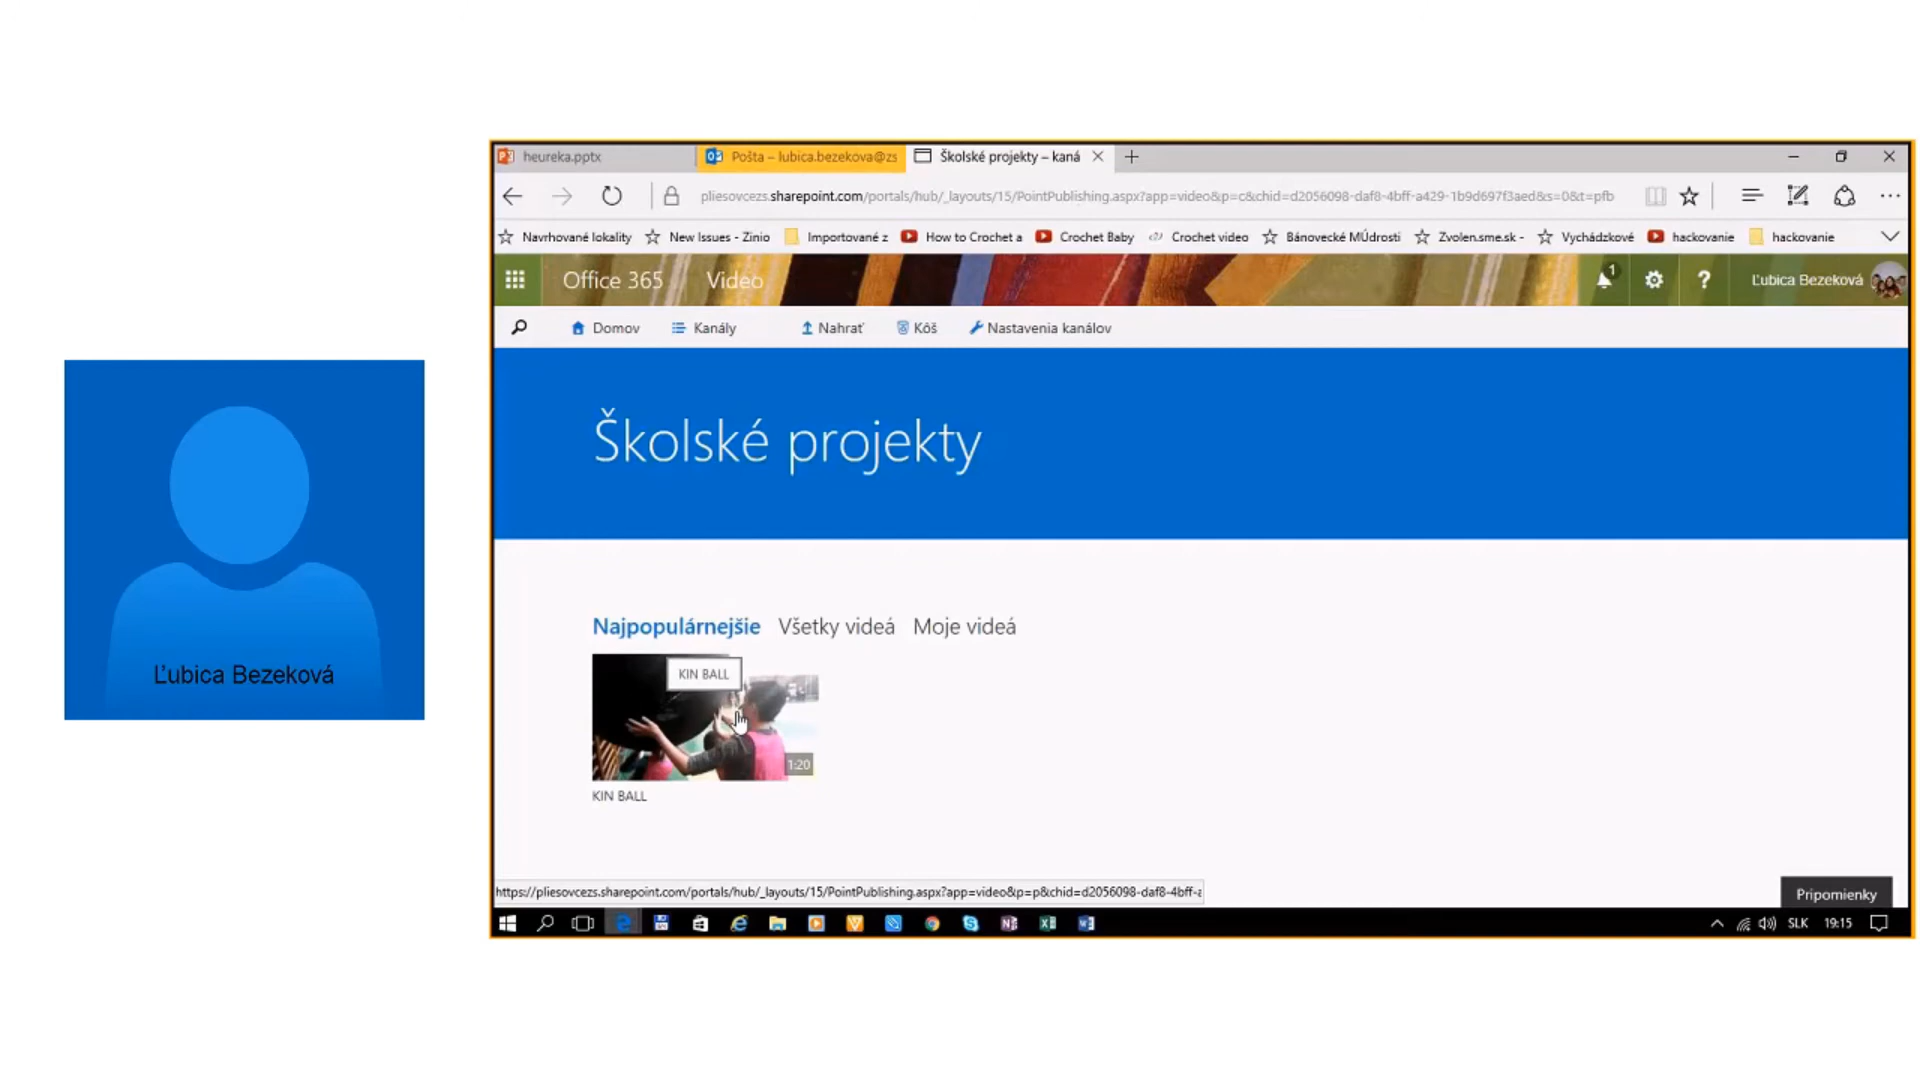 heureka.pptx
Pošta – lubica.bezekova@zs
Školské projekty – kaná
pliesovcezs.sharepoint.com/portals/hub/_layouts/15/PointPublishing.aspx?app=video&p=c&chid=d2056098-daf8-4bff-a429-1b9d697f3aed&s=0&t=pfb
Navrhované lokality New Issues - Zinio Importované z How to Crochet a Crochet Baby Crochet video Bánovecké MÚdrosti Zvolen.sme.sk - Vychádzkové hackovanie hackovanie
Office 365 Video 1 ? Ľubica Bezeková
Domov Kanály Nahrať Kôš Nastavenia kanálov
Školské projekty
Najpopulárnejšie Všetky videá Moje videá
KIN BALL
1:20
KIN BALL
Ľubica Bezeková
https://pliesovcezs.sharepoint.com/portals/hub/_layouts/15/PointPublishing.aspx?app=video&p=p&chid=d2056098-daf8-4bff-a
Pripomienky
SLK 19:15